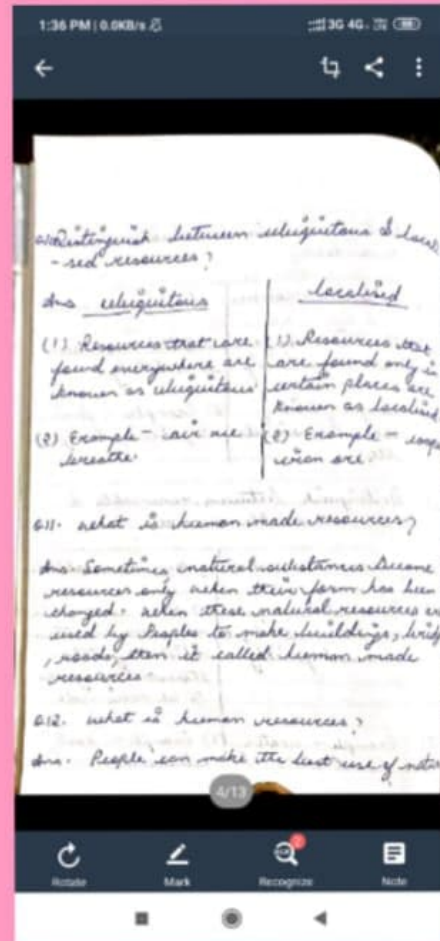 1:36 PM | 0.0KB/s
3G 4G
Q10. Distinguish between ubiquitous & locali
-sed resources?
Ans ubiquitous | localised
(1) Resources that are | (1). Resources that
found everywhere are | are found only in
known as ubiquitous | certain places are
known as localised
(2) Example - air we | (2) Example -
breathe. | iron ore.
Q11. what is human made resources?
Ans. Sometimes, natural substances become
resources only when their form has been
changed. when these natural resources
used by Peoples to make buildings,
, roads, then it called human made
resources
Q12. what is human resources?
Ans. People can make the best use of
4/13
Rotate
Mark
Recognize
Note